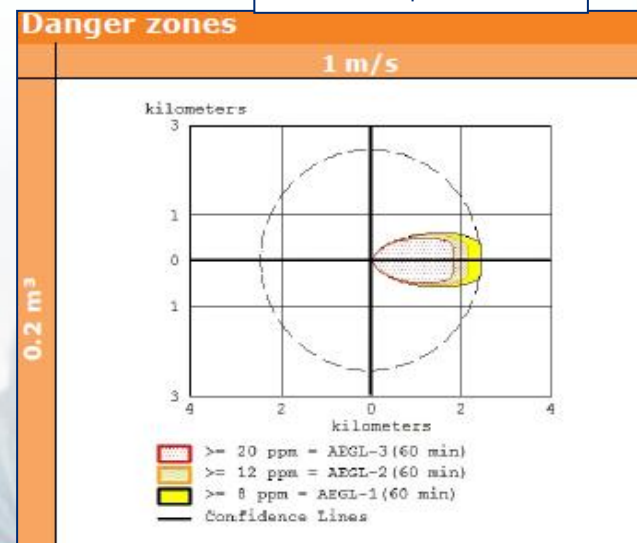 Danger zones
1 m/s
0.2 m³
kilometers
3
1
0
1
3
4 2 0 2 4
kilometers
>= 20 ppm = AEGL-3(60 min)
>= 12 ppm = AEGL-2(60 min)
>= 8 ppm = AEGL-1(60 min)
Confidence Lines